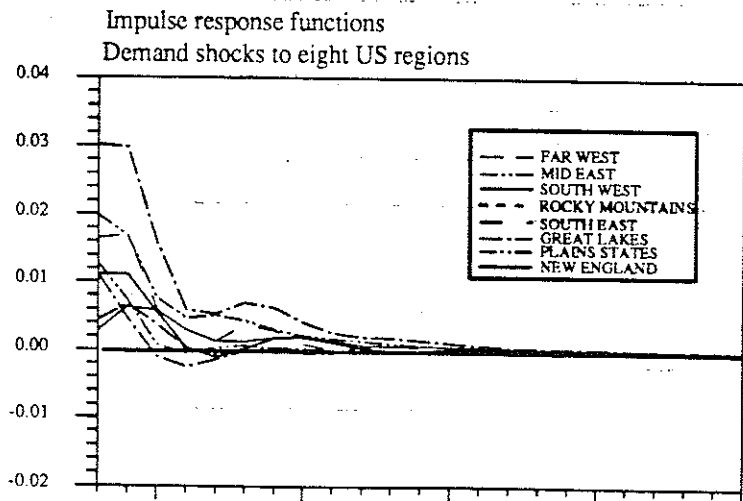 Impulse response functions
Demand shocks to eight US regions
0.04
0.03
0.02
0.01
0.00
-0.01
-0.02
FAR WEST
MID EAST
SOUTH WEST
ROCKY MOUNTAINS
SOUTH EAST
GREAT LAKES
PLAINS STATES
NEW ENGLAND